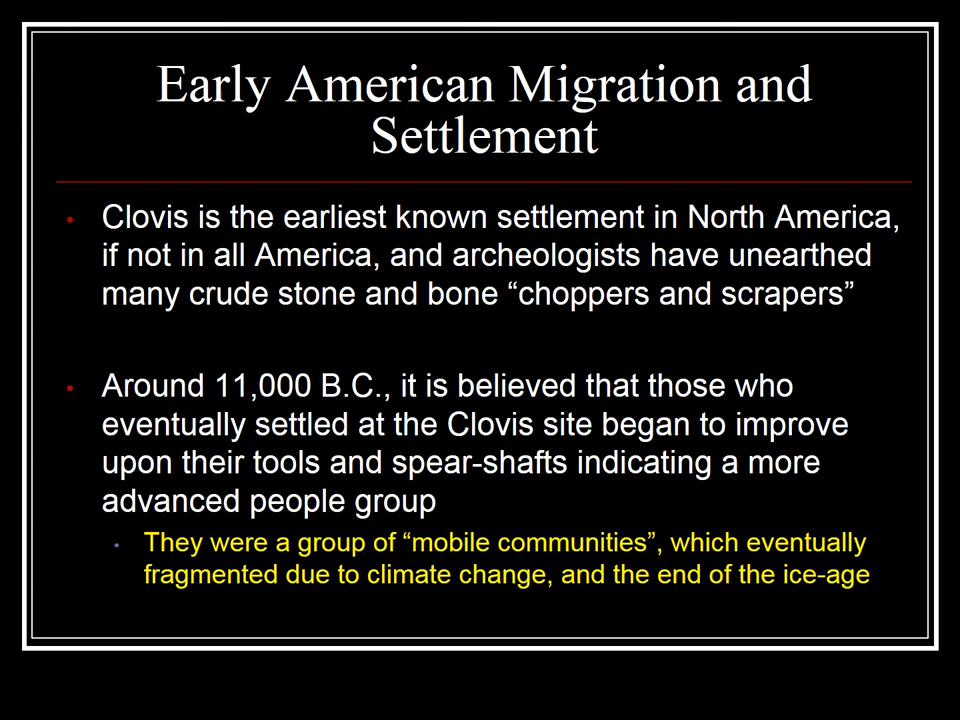 Early American Migration and
Settlement
• Clovis is the earliest known settlement in North America,
if not in all America, and archeologists have unearthed
many crude stone and bone “choppers and scrapers”
• Around 11,000 B.C., it is believed that those who
eventually settled at the Clovis site began to improve
upon their tools and spear-shafts indicating a more
advanced people group
• They were a group of “mobile communities”, which eventually
fragmented due to climate change, and the end of the ice-age